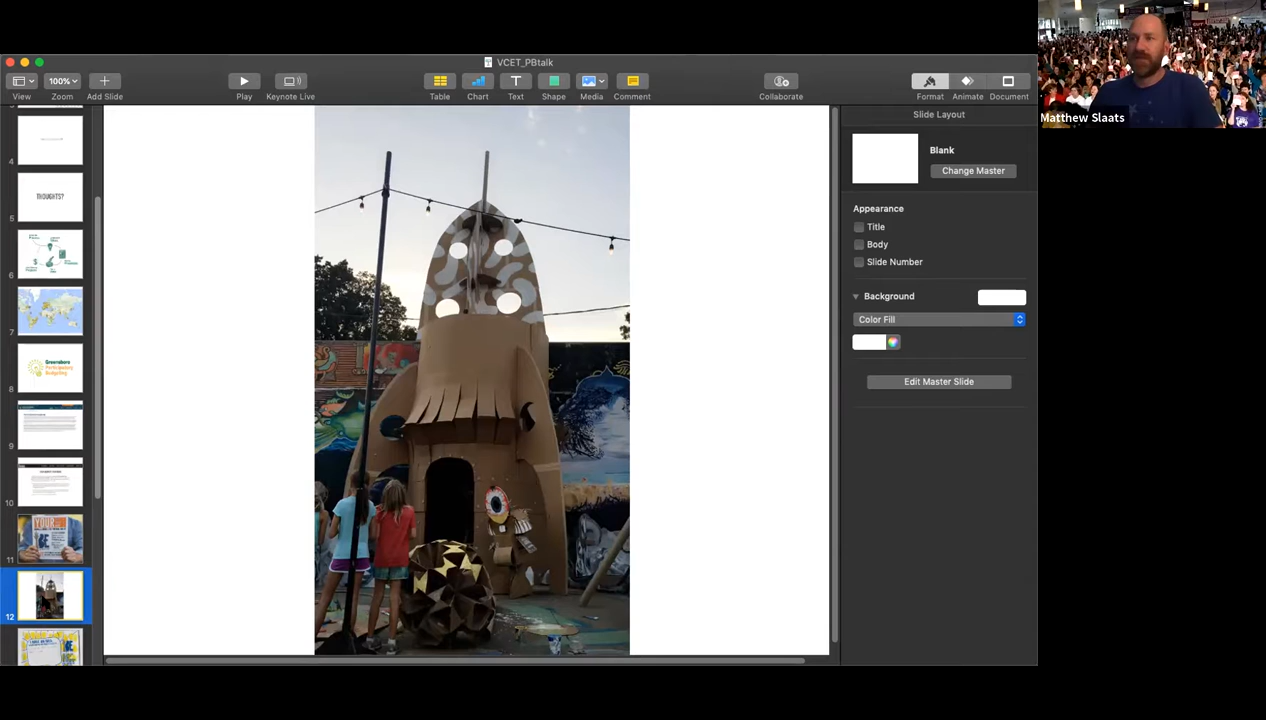 VCET_PBtalk
100%
View
Zoom
Add Slide
Play
Keynote Live
Table
Chart
Text
Shape
Media
Comment
Collaborate
Format
Animate
Document
Matthew Slaats
4
THOUGHTS?
5
6
7
Greensboro
Participatory
Budgeting
8
9
10
YOUR
BE
11
12
Slide Layout
Blank
Change Master
Appearance
Title
Body
Slide Number
Background
Color Fill
Edit Master Slide